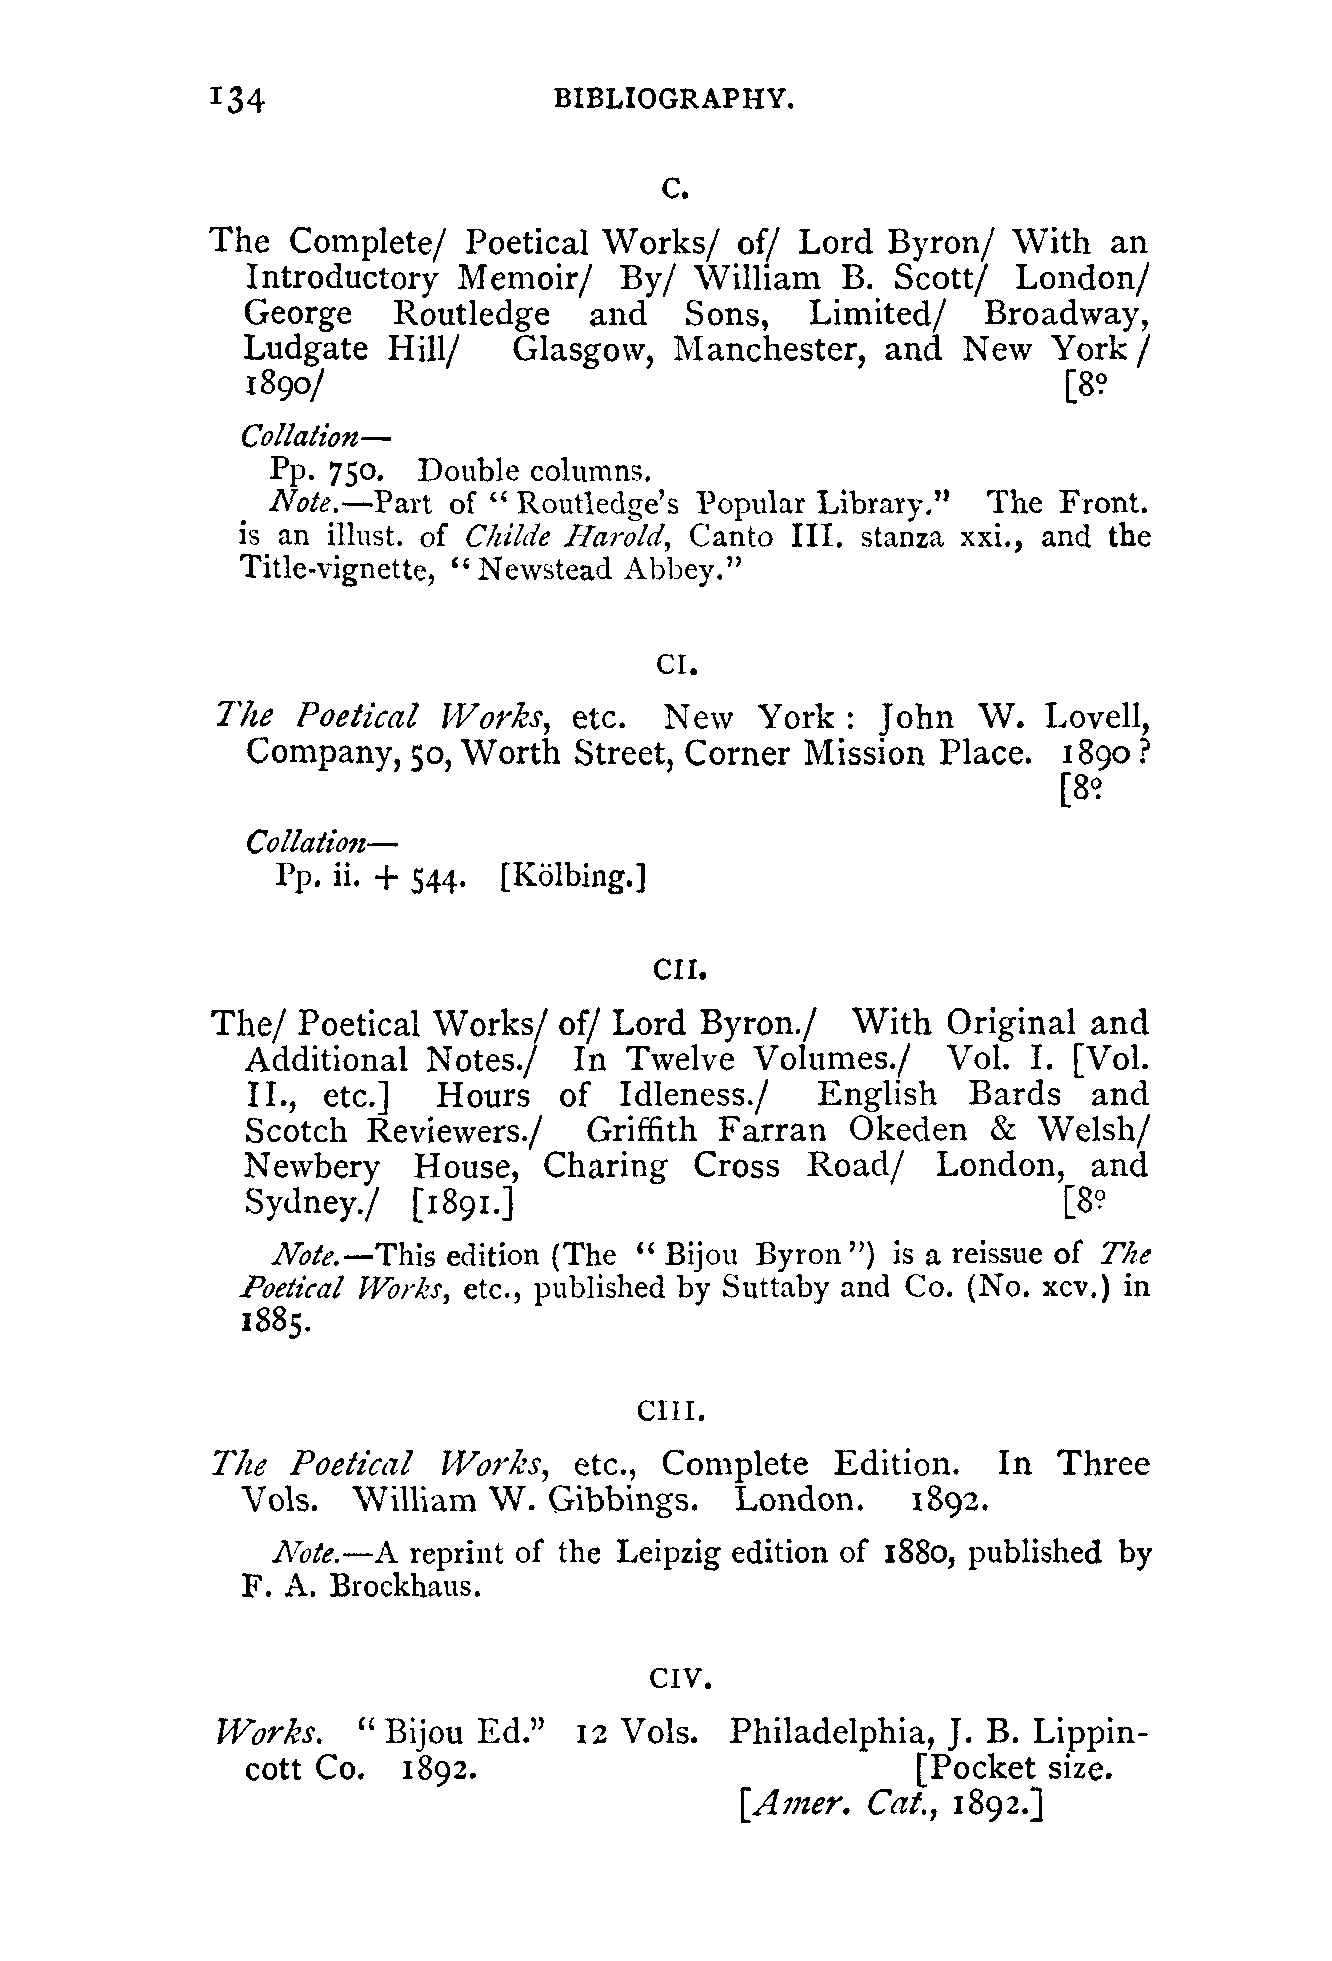 134 BIBLIOGRAPHY.
C.
The Complete/ Poetical Works/ of/ Lord Byron/ With an
Introductory Memoir/ By/ William B. Scott/ London/
George Routledge and Sons, Limited/ Broadway,
Ludgate Hill/ Glasgow, Manchester, and New York/
1890/ [8º
Collation—
Pp. 750. Double columns.
Note.—Part of "Routledge's Popular Library." The Front.
is an illust. of Childe Harold, Canto III. stanza xxi., and the
Title-vignette, "Newstead Abbey."
CI.
The Poetical Works, etc. New York: John W. Lovell,
Company, 50, Worth Street, Corner Mission Place. 1890?
[8º
Collation—
Pp. ii. + 544. [Kölbing.]
CII.
The/ Poetical Works/ of/ Lord Byron./ With Original and
Additional Notes./ In Twelve Volumes./ Vol. I. [Vol.
II., etc.] Hours of Idleness./ English Bards and
Scotch Reviewers./ Griffith Farran Okeden & Welsh/
Newbery House, Charing Cross Road/ London, and
Sydney./ [1891.] [8º
Note.—This edition (The "Bijou Byron") is a reissue of The
Poetical Works, etc., published by Suttaby and Co. (No. xcv.) in
1885.
CIII.
The Poetical Works, etc., Complete Edition. In Three
Vols. William W. Gibbings. London. 1892.
Note.—A reprint of the Leipzig edition of 1880, published by
F. A. Brockhaus.
CIV.
Works. "Bijou Ed." 12 Vols. Philadelphia, J. B. Lippin-
cott Co. 1892. [Pocket size.
[Amer. Cat., 1892.]